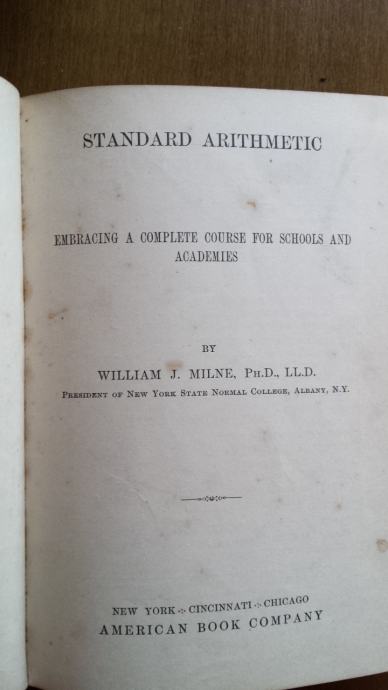 STANDARD ARITHMETIC
EMBRACING A COMPLETE COURSE FOR SCHOOLS AND
ACADEMIES
BY
WILLIAM J. MILNE, Ph.D., LL.D.
President of New York State Normal College, Albany, N.Y.
NEW YORK ⁘ CINCINNATI ⁘ CHICAGO
AMERICAN BOOK COMPANY